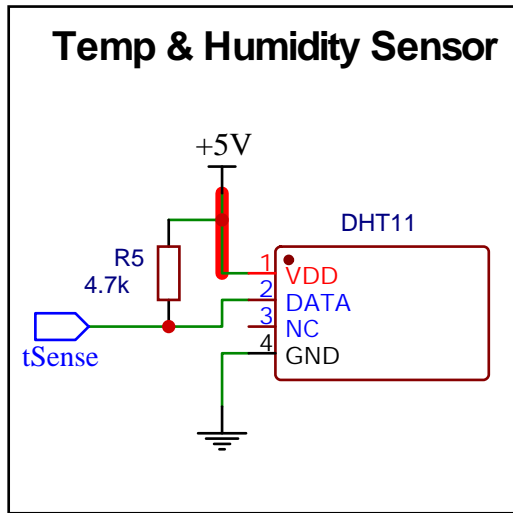 Temp & Humidity Sensor
+5V
DHT11
R5
4.7k
1
VDD
2
DATA
3
NC
4
GND
tSense